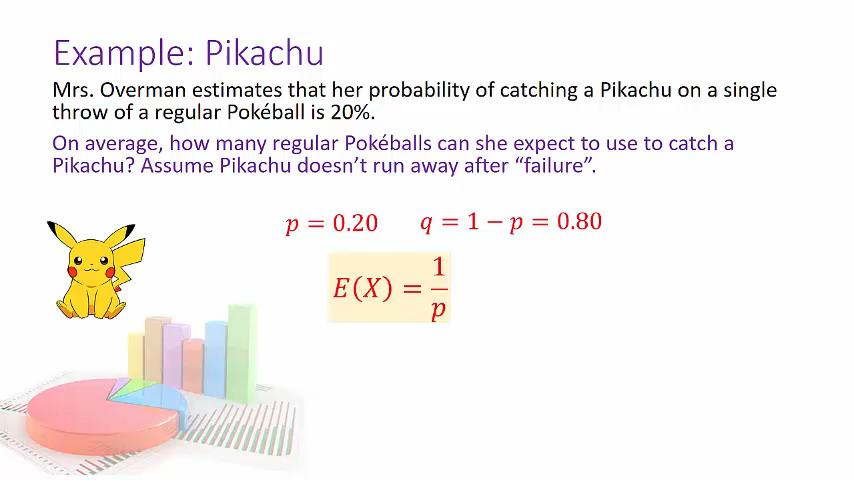 Example: Pikachu
Mrs. Overman estimates that her probability of catching a Pikachu on a single
throw of a regular Pokéball is 20%.
On average, how many regular Pokéballs can she expect to use to catch a
Pikachu? Assume Pikachu doesn’t run away after “failure”.
p = 0.20 q = 1 − p = 0.80
E(X) = 1/p